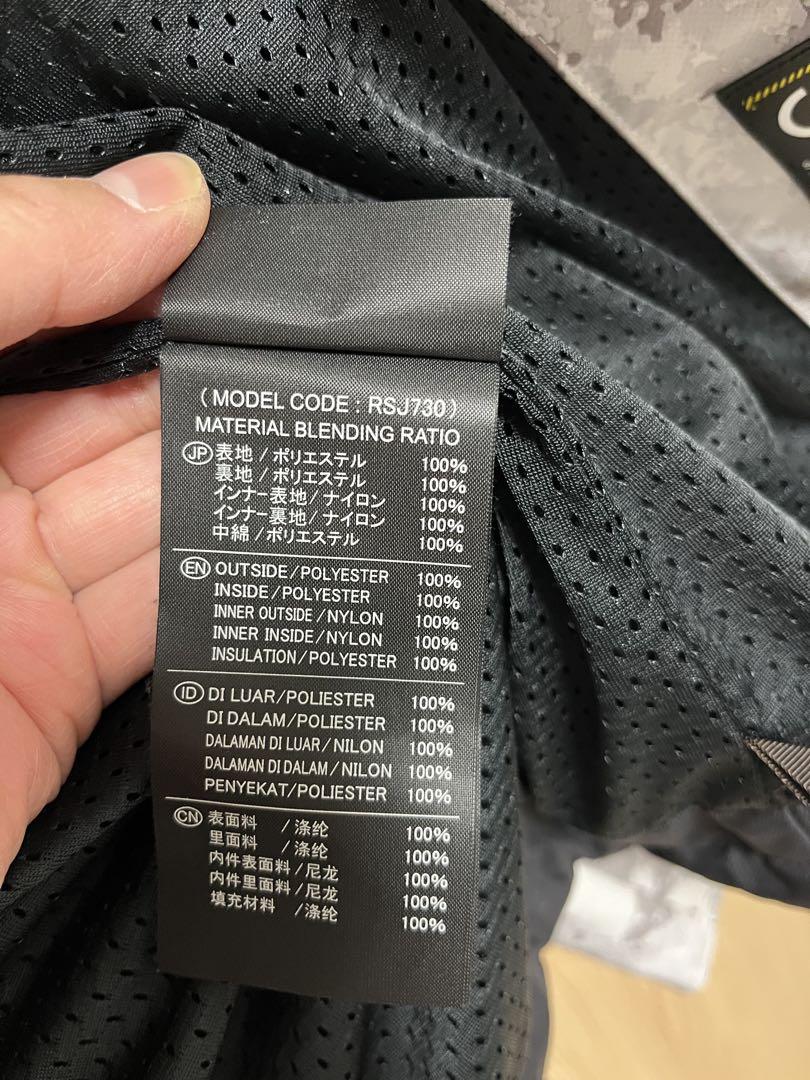 ( MODEL CODE : RSJ730 )
MATERIAL BLENDING RATIO
JP 表地 / ポリエステル 100%
裏地 / ポリエステル 100%
インナー表地 / ナイロン 100%
インナー裏地 / ナイロン 100%
中綿 / ポリエステル 100%
EN OUTSIDE/POLYESTER 100%
INSIDE/POLYESTER 100%
INNER OUTSIDE/NYLON 100%
INNER INSIDE/NYLON 100%
INSULATION/POLYESTER 100%
ID DI LUAR/POLIESTER 100%
DI DALAM/POLIESTER 100%
DALAMAN DI LUAR/NILON 100%
DALAMAN DI DALAM/NILON 100%
PENYEKAT/POLIESTER 100%
CN 表面料 /涤纶 100%
里面料 /涤纶 100%
内件表面料/尼龙 100%
内件里面料/尼龙 100%
填充材料 /涤纶 100%